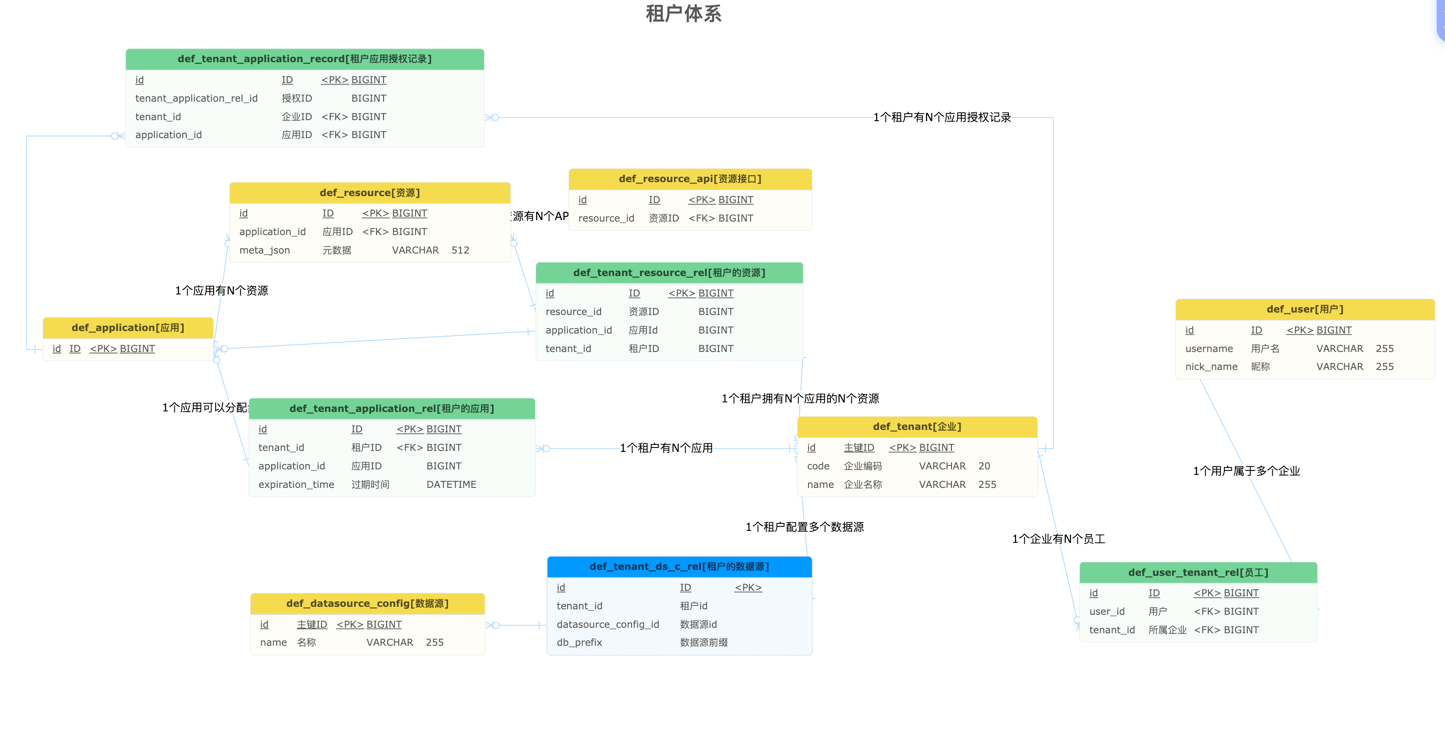 租户体系
def_tenant_application_record[租户应用授权记录]
id ID <PK> BIGINT
tenant_application_rel_id 授权ID BIGINT
tenant_id 企业ID <FK> BIGINT
application_id 应用ID <FK> BIGINT
1个租户有N个应用授权记录
def_resource[资源]
id ID <PK> BIGINT
application_id 应用ID <FK> BIGINT
meta_json 元数据 VARCHAR 512
源有N个AP
def_resource_api[资源接口]
id ID <PK> BIGINT
resource_id 资源ID <FK> BIGINT
def_tenant_resource_rel[租户的资源]
id ID <PK> BIGINT
resource_id 资源ID BIGINT
application_id 应用Id BIGINT
tenant_id 租户ID BIGINT
1个应用有N个资源
def_application[应用]
id ID <PK> BIGINT
def_user[用户]
id ID <PK> BIGINT
username 用户名 VARCHAR 255
nick_name 昵称 VARCHAR 255
1个应用可以分配
def_tenant_application_rel[租户的应用]
id ID <PK> BIGINT
tenant_id 租户ID <FK> BIGINT
application_id 应用ID BIGINT
expiration_time 过期时间 DATETIME
1个租户拥有N个应用的N个资源
1个租户有N个应用
def_tenant[企业]
id 主键ID <PK> BIGINT
code 企业编码 VARCHAR 20
name 企业名称 VARCHAR 255
1个用户属于多个企业
1个租户配置多个数据源
1个企业有N个员工
def_tenant_ds_c_rel[租户的数据源]
id ID <PK>
tenant_id 租户id
datasource_config_id 数据源id
db_prefix 数据源前缀
def_datasource_config[数据源]
id 主键ID <PK> BIGINT
name 名称 VARCHAR 255
def_user_tenant_rel[员工]
id ID <PK> BIGINT
user_id 用户 <FK> BIGINT
tenant_id 所属企业 <FK> BIGINT